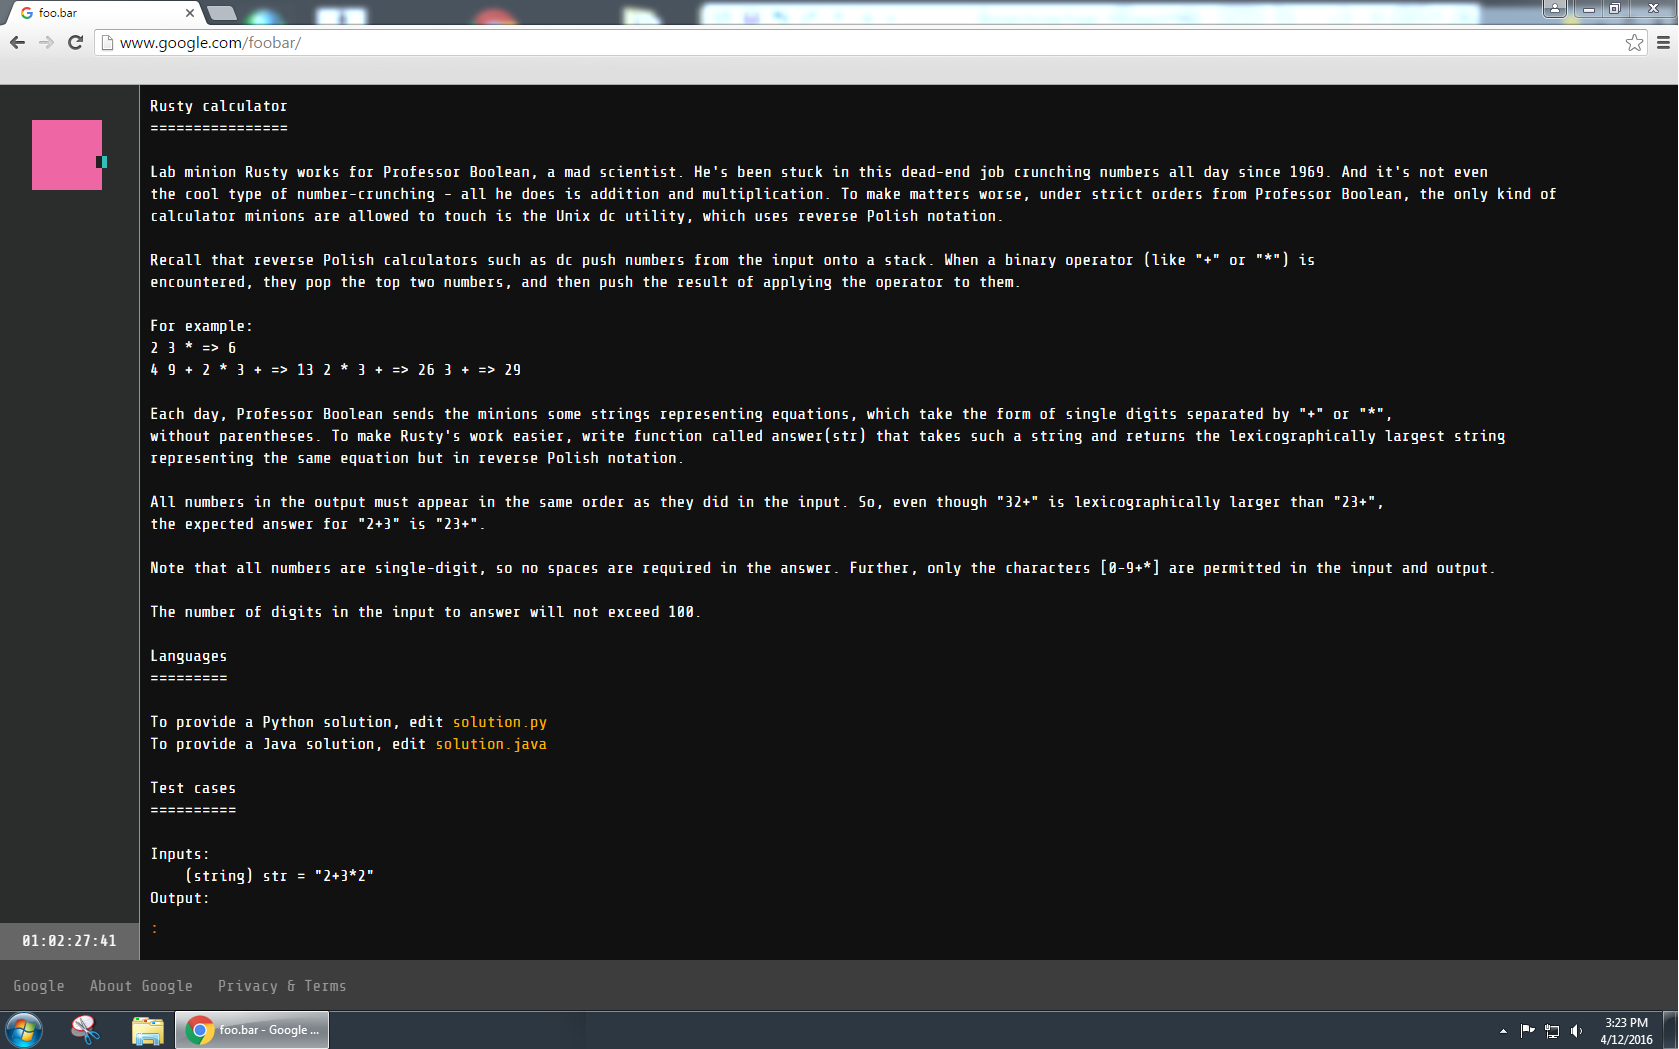 foo.bar
www.google.com/foobar/
Rusty calculator
================
Lab minion Rusty works for Professor Boolean, a mad scientist. He's been stuck in this dead-end job crunching numbers all day since 1969. And it's not even
the cool type of number-crunching - all he does is addition and multiplication. To make matters worse, under strict orders from Professor Boolean, the only kind of
calculator minions are allowed to touch is the Unix dc utility, which uses reverse Polish notation.
Recall that reverse Polish calculators such as dc push numbers from the input onto a stack. When a binary operator (like "+" or "*") is
encountered, they pop the top two numbers, and then push the result of applying the operator to them.
For example:
2 3 * => 6
4 9 + 2 * 3 + => 13 2 * 3 + => 26 3 + => 29
Each day, Professor Boolean sends the minions some strings representing equations, which take the form of single digits separated by "+" or "*",
without parentheses. To make Rusty's work easier, write function called answer(str) that takes such a string and returns the lexicographically largest string
representing the same equation but in reverse Polish notation.
All numbers in the output must appear in the same order as they did in the input. So, even though "32+" is lexicographically larger than "23+",
the expected answer for "2+3" is "23+".
Note that all numbers are single-digit, so no spaces are required in the answer. Further, only the characters [0-9+*] are permitted in the input and output.
The number of digits in the input to answer will not exceed 100.
Languages
=========
To provide a Python solution, edit solution.py
To provide a Java solution, edit solution.java
Test cases
==========
Inputs:
(string) str = "2+3*2"
Output:
:
01:02:27:41
Google About Google Privacy & Terms
foo.bar - Google ...
3:23 PM
4/12/2016